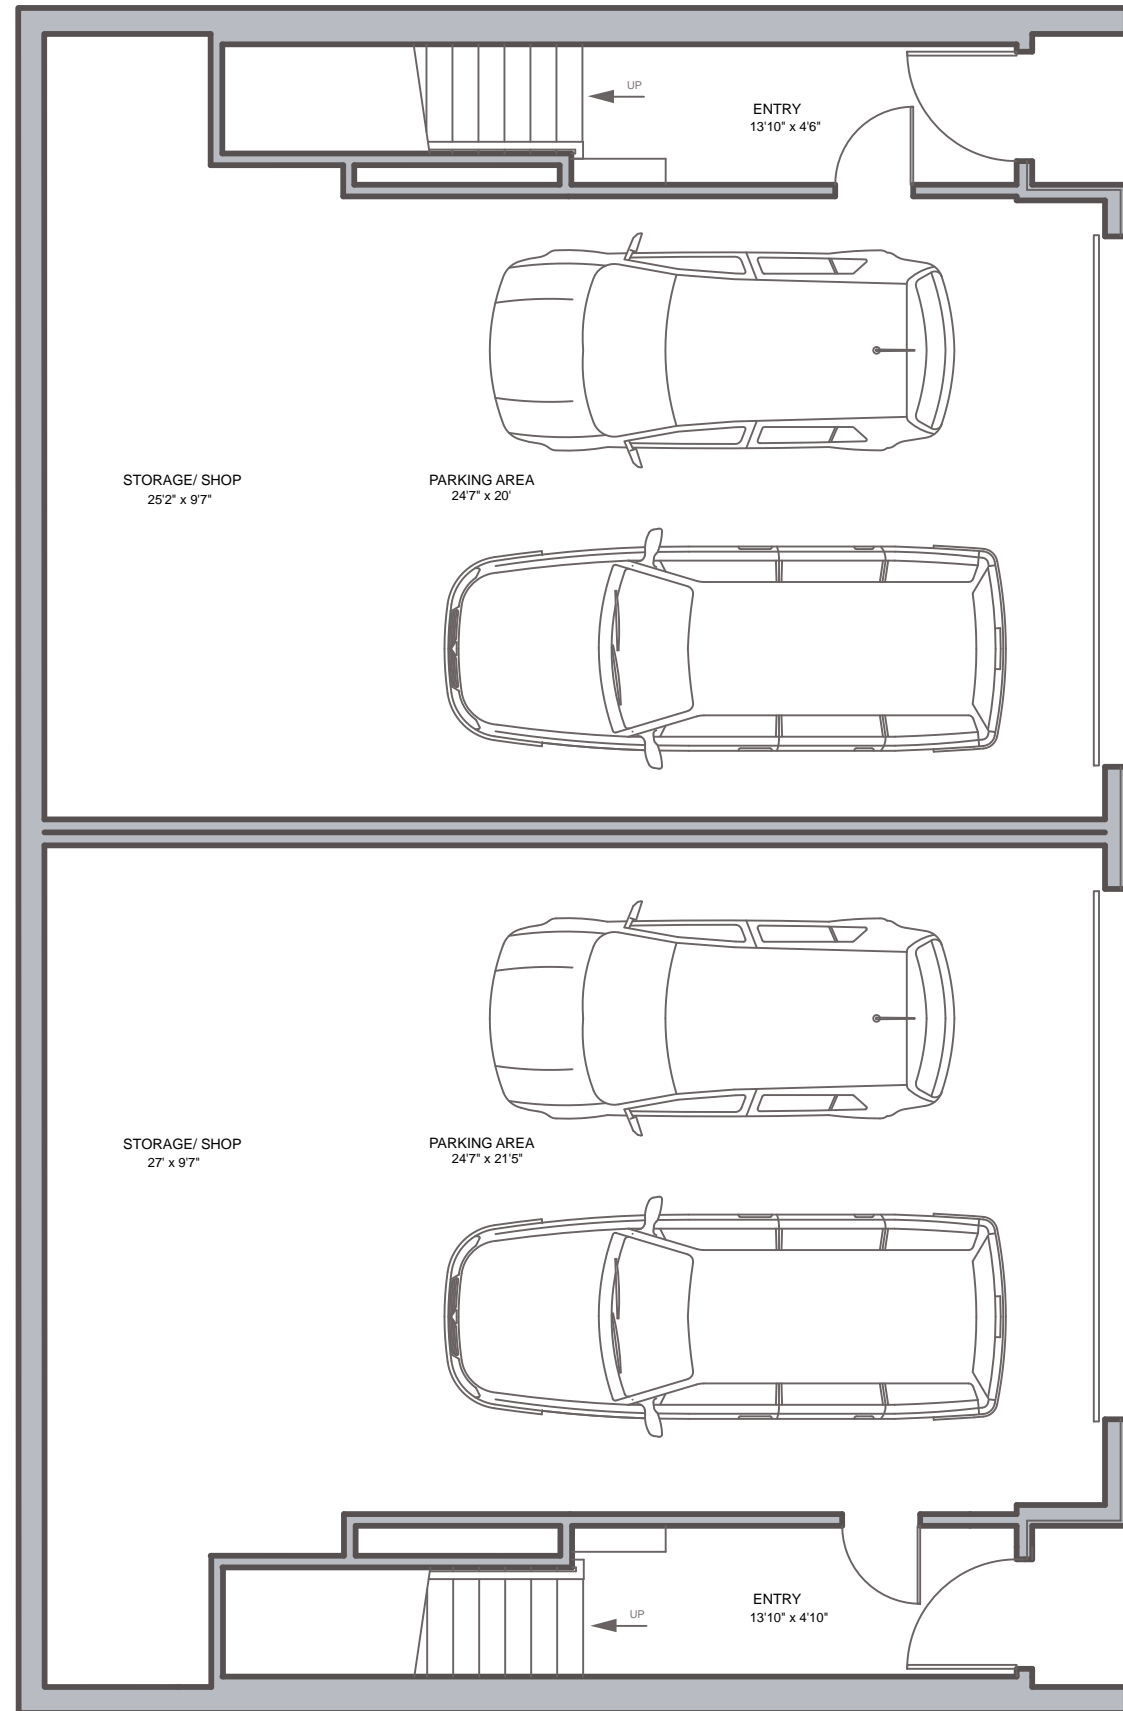 UP
ENTRY
13'10" x 4'6"
STORAGE/ SHOP
25'2" x 9'7"
PARKING AREA
24'7" x 20'
STORAGE/ SHOP
27' x 9'7"
PARKING AREA
24'7" x 21'5"
ENTRY
13'10" x 4'10"
UP